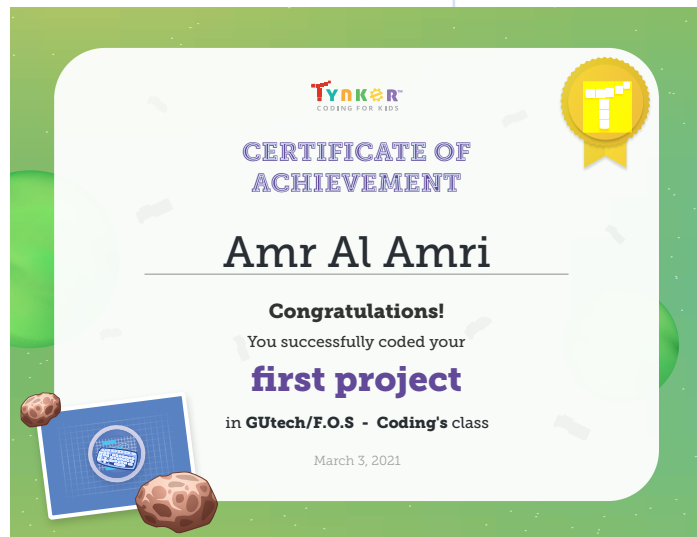 TYNKER™
CODING FOR KIDS
T
CERTIFICATE OF
ACHIEVEMENT
Amr Al Amri
Congratulations!
You successfully coded your
first project
in GUtech/F.O.S - Coding's class
March 3, 2021